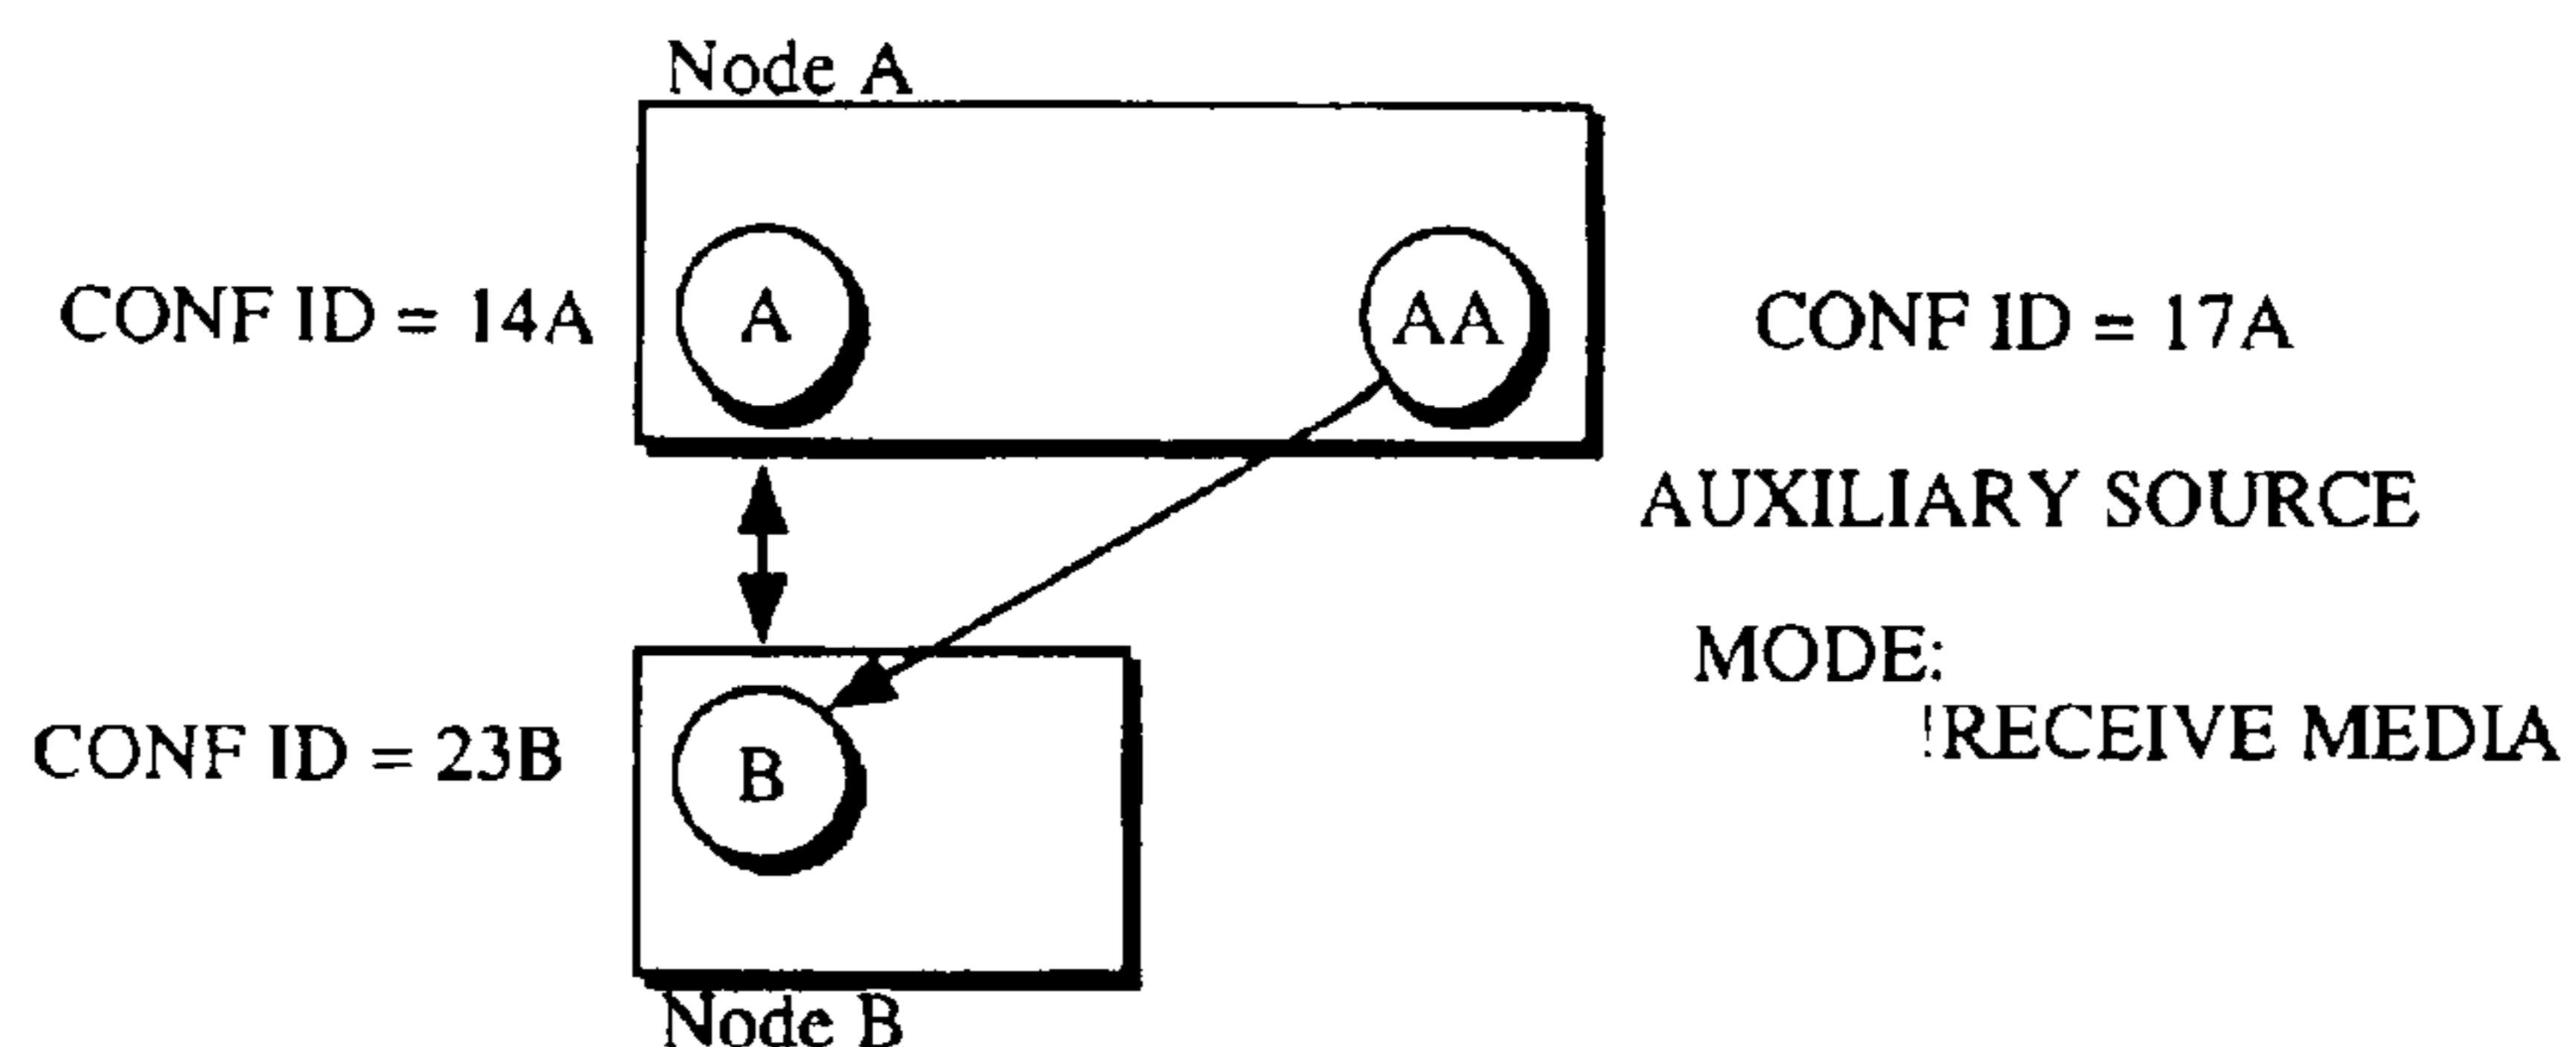 Node A
CONF ID = 14A
A
AA
CONF ID = 17A
AUXILIARY SOURCE
MODE:
!RECEIVE MEDIA
CONF ID = 23B
B
Node B